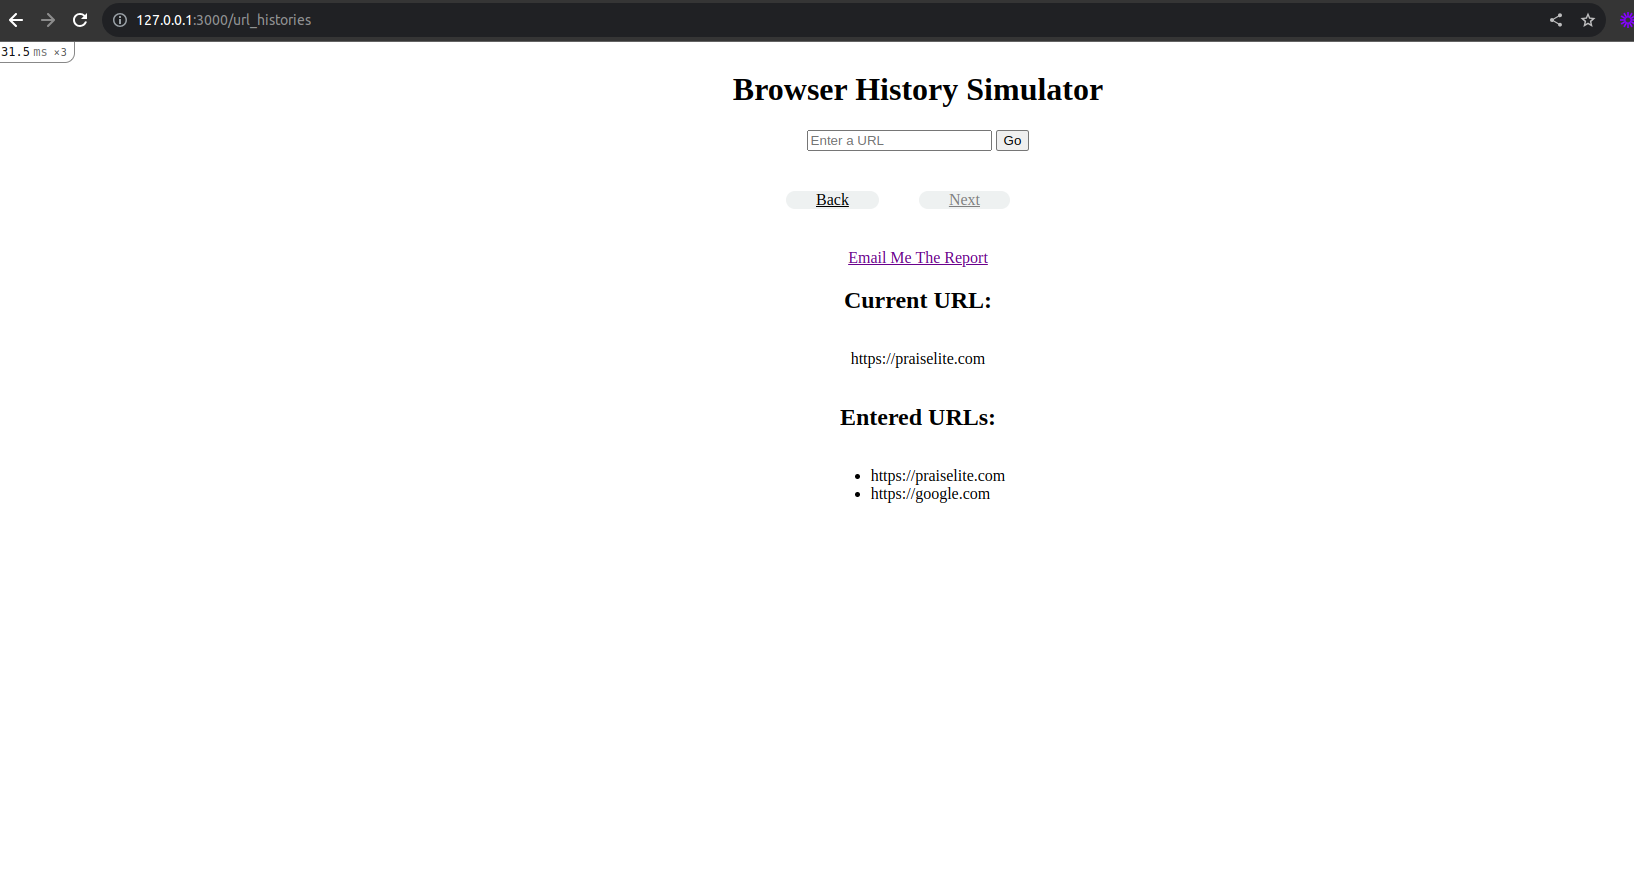 127.0.0.1:3000/url_histories
31.5 ms ×3
Browser History Simulator
Enter a URL Go
Back Next
Email Me The Report
Current URL:
https://praiselite.com
Entered URLs:
• https://praiselite.com
• https://google.com